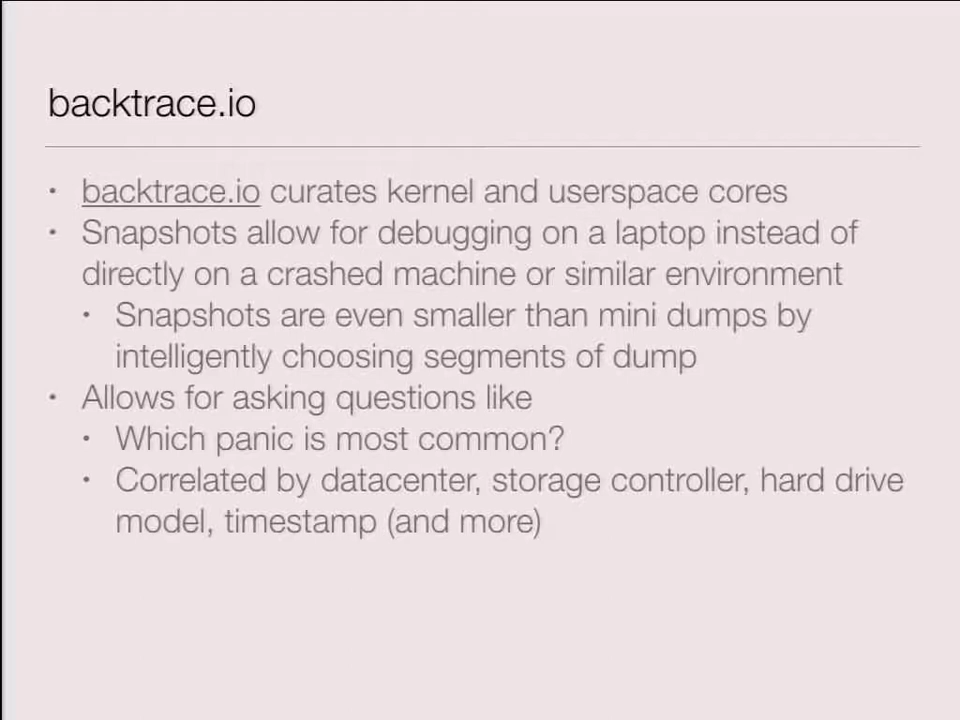 backtrace.io
• backtrace.io curates kernel and userspace cores
• Snapshots allow for debugging on a laptop instead of
directly on a crashed machine or similar environment
• Snapshots are even smaller than mini dumps by
intelligently choosing segments of dump
• Allows for asking questions like
• Which panic is most common?
• Correlated by datacenter, storage controller, hard drive
model, timestamp (and more)